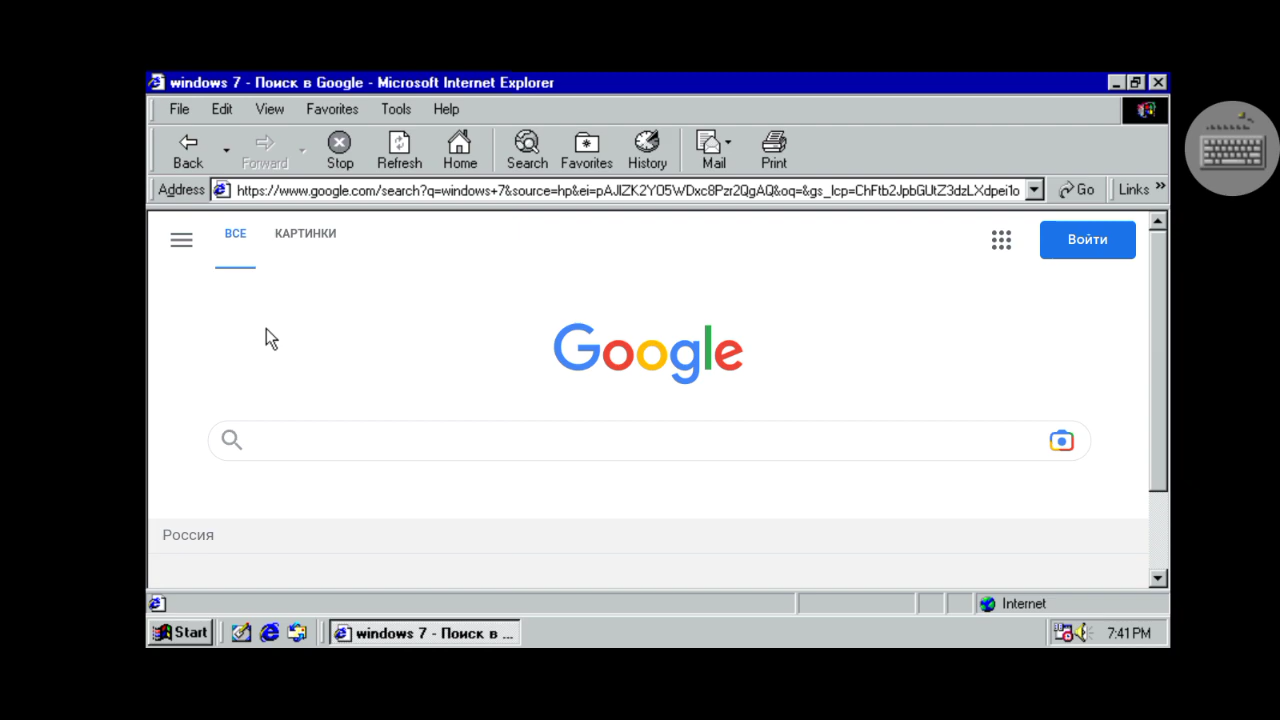 windows 7 - Поиск в Google - Microsoft Internet Explorer
File Edit View Favorites Tools Help
Back Forward Stop Refresh Home Search Favorites History Mail Print
Address https://www.google.com/search?q=windows+7&source=hp&ei=pAJIZK2YO5WDxc8Pzr2QgAQ&oq=&gs_lcp=ChFtb2JpbGUtZ3dzLXdpei1o Go Links »
ВСЕ КАРТИНКИ Войти
Google
Россия
Internet
Start windows 7 - Поиск в ... 7:41 PM